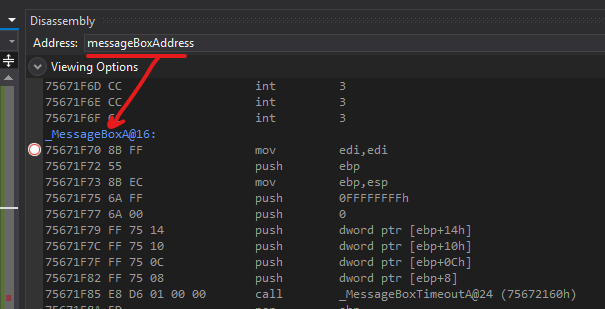 Disassembly
Address: messageBoxAddress
Viewing Options
75671F6D CC int 3
75671F6E CC int 3
75671F6F int 3
_MessageBoxA@16:
75671F70 8B FF mov edi,edi
75671F72 55 push ebp
75671F73 8B EC mov ebp,esp
75671F75 6A FF push 0FFFFFFFFh
75671F77 6A 00 push 0
75671F79 FF 75 14 push dword ptr [ebp+14h]
75671F7C FF 75 10 push dword ptr [ebp+10h]
75671F7F FF 75 0C push dword ptr [ebp+0Ch]
75671F82 FF 75 08 push dword ptr [ebp+8]
75671F85 E8 D6 01 00 00 call _MessageBoxTimeoutA@24 (75672160h)